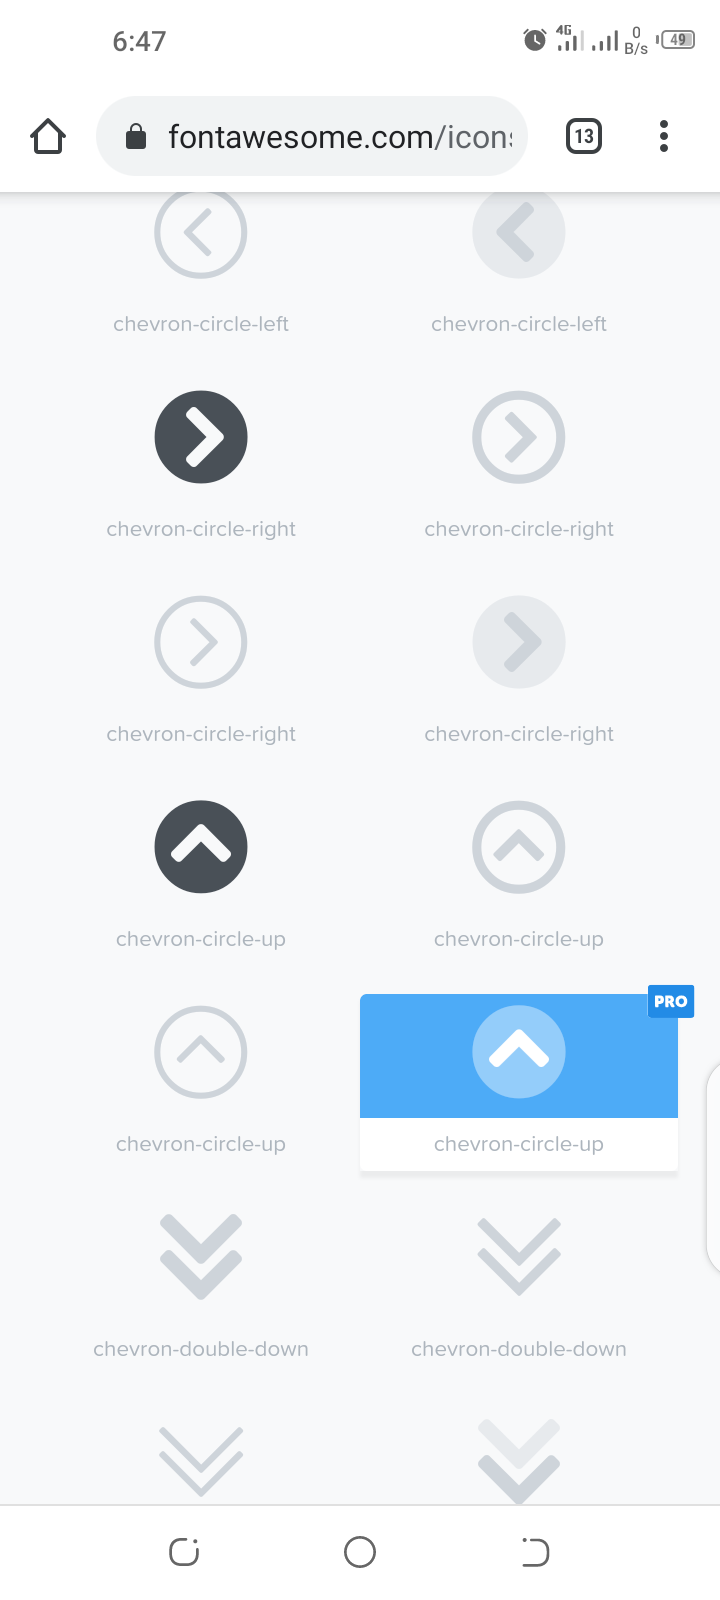 6:47
4G
0
B/s
49
fontawesome.com/icons
13
chevron-circle-left
chevron-circle-left
chevron-circle-right
chevron-circle-right
chevron-circle-right
chevron-circle-right
chevron-circle-up
chevron-circle-up
PRO
chevron-circle-up
chevron-circle-up
chevron-double-down
chevron-double-down